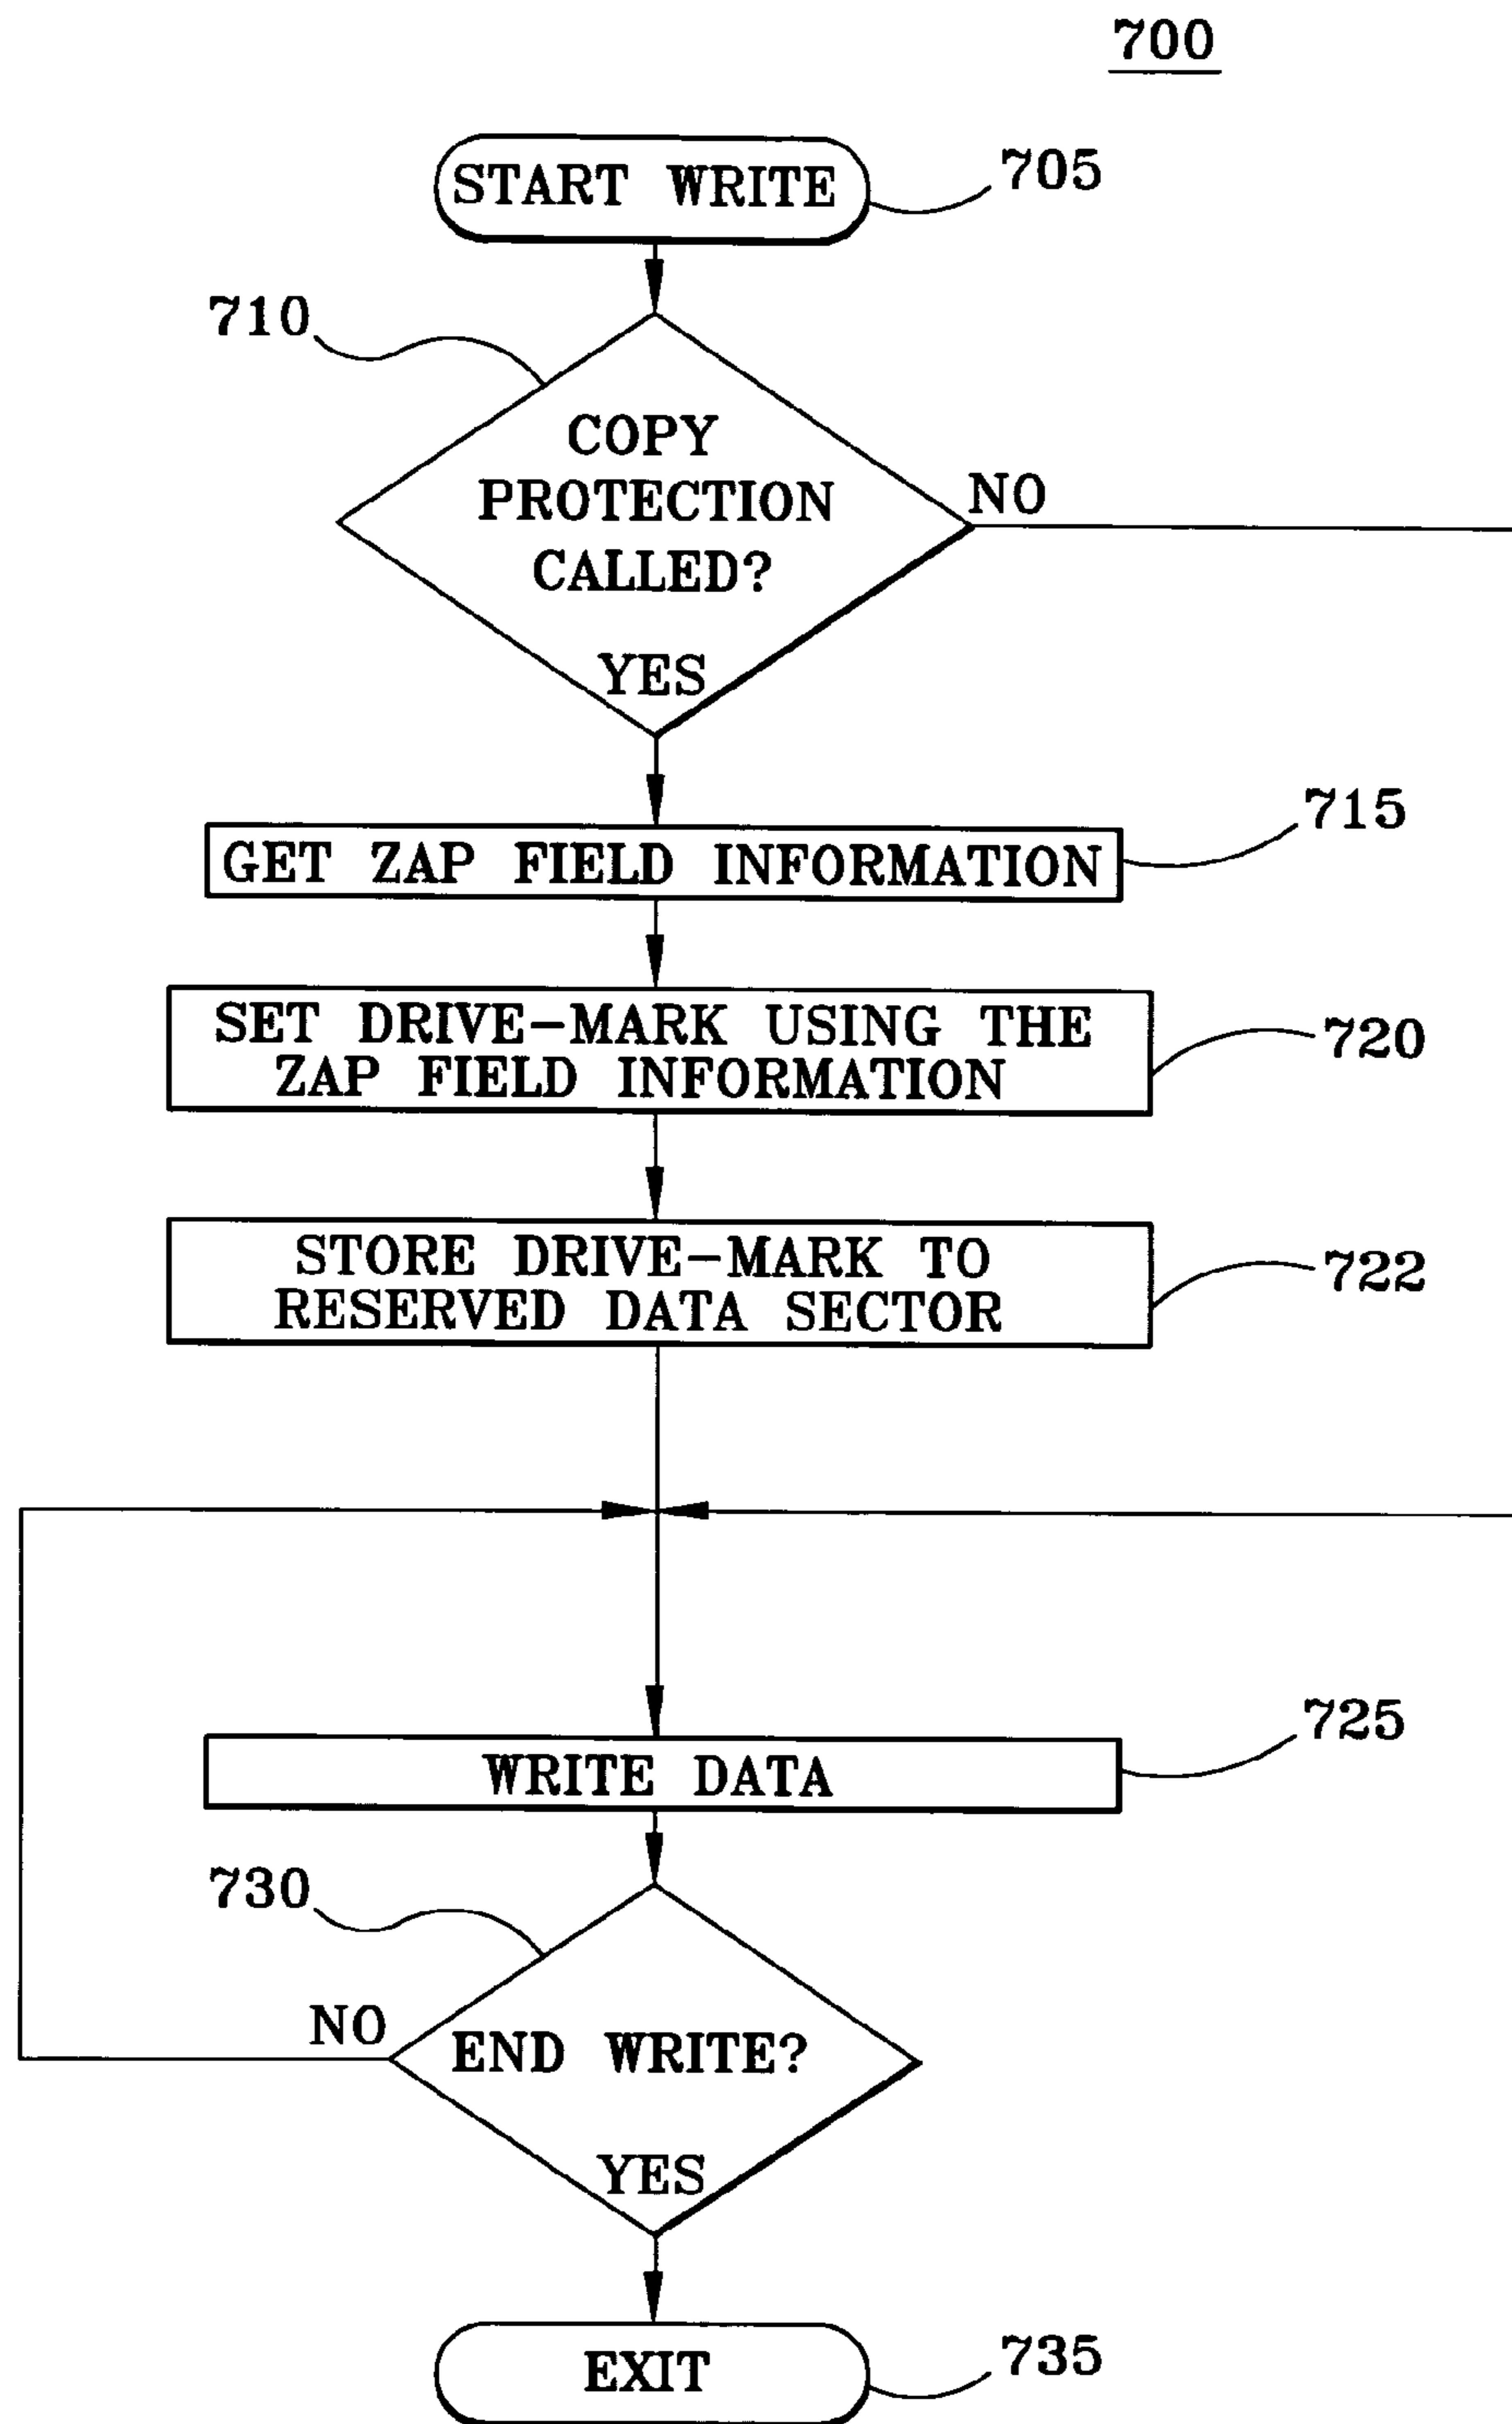 700
START WRITE
705
710
COPY
PROTECTION
CALLED?
NO
YES
GET ZAP FIELD INFORMATION
715
SET DRIVE-MARK USING THE
ZAP FIELD INFORMATION
720
STORE DRIVE-MARK TO
RESERVED DATA SECTOR
722
WRITE DATA
725
730
NO
END WRITE?
YES
EXIT
735